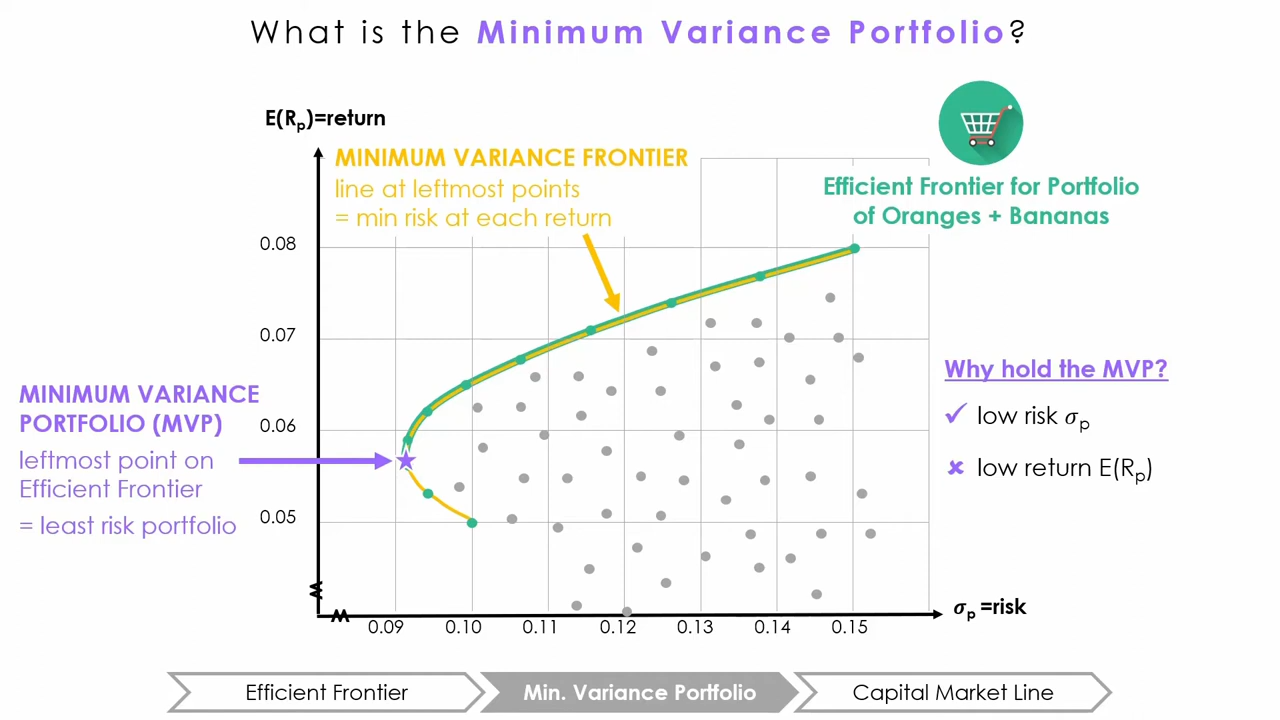 What is the Minimum Variance Portfolio?
E(Rp)=return
MINIMUM VARIANCE FRONTIER
line at leftmost points
= min risk at each return
Efficient Frontier for Portfolio
of Oranges + Bananas
0.08
0.07
0.06
0.05
MINIMUM VARIANCE
PORTFOLIO (MVP)
leftmost point on
Efficient Frontier
= least risk portfolio
Why hold the MVP?
✓ low risk σp
✘ low return E(Rp)
σp =risk
0.09 0.10 0.11 0.12 0.13 0.14 0.15
Efficient Frontier
Min. Variance Portfolio
Capital Market Line